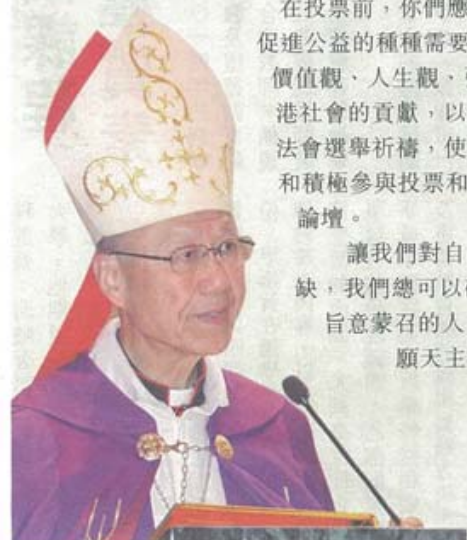 在投票前，你們應
促進公益的種種需要
價值觀、人生觀、
港社會的貢獻，以
法會選舉祈禱，使
和積極參與投票和
論壇。
讓我們對自
缺，我們總可以
旨意蒙召的人
願天主